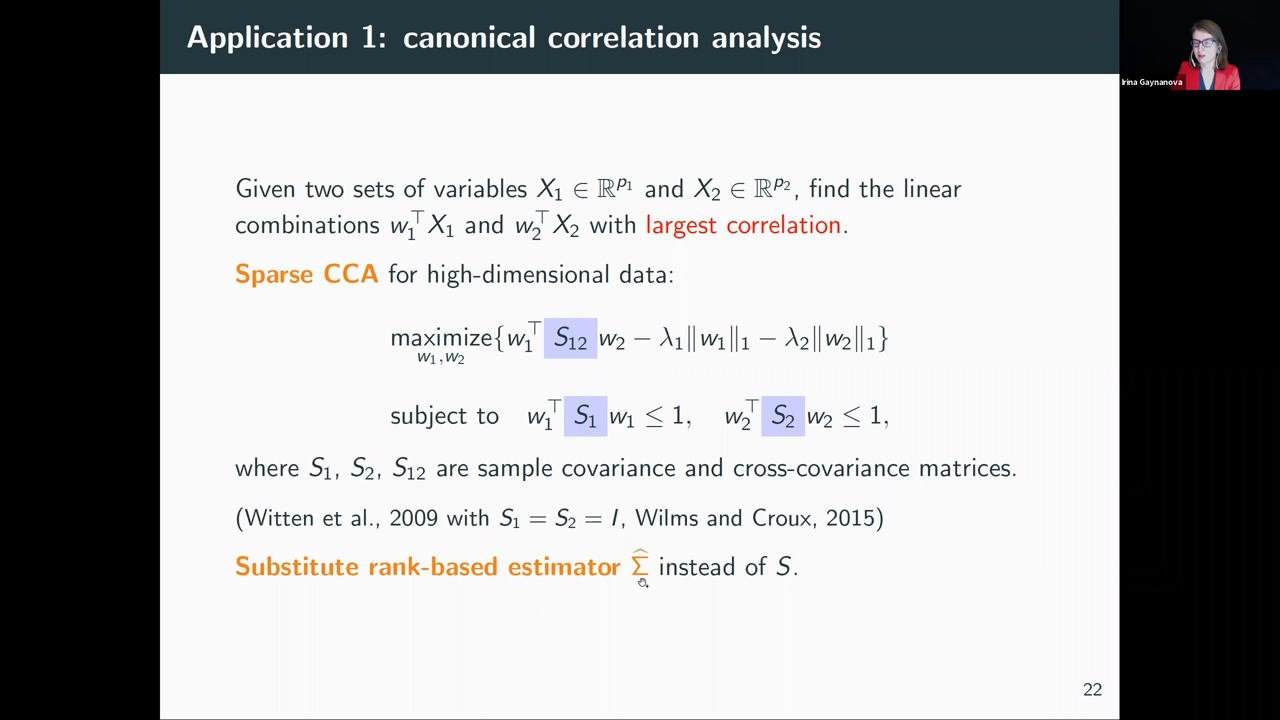 Application 1: canonical correlation analysis
Irina Gaynanova
Given two sets of variables X₁ ∈ ℝ^{p₁} and X₂ ∈ ℝ^{p₂}, find the linear
combinations w₁^⊤X₁ and w₂^⊤X₂ with largest correlation.
Sparse CCA for high-dimensional data:
maximize{w₁^⊤ S₁₂ w₂ − λ₁‖w₁‖₁ − λ₂‖w₂‖₁}
w₁,w₂
subject to w₁^⊤ S₁ w₁ ≤ 1, w₂^⊤ S₂ w₂ ≤ 1,
where S₁, S₂, S₁₂ are sample covariance and cross-covariance matrices.
(Witten et al., 2009 with S₁ = S₂ = I, Wilms and Croux, 2015)
Substitute rank-based estimator Σ̂ instead of S.
22